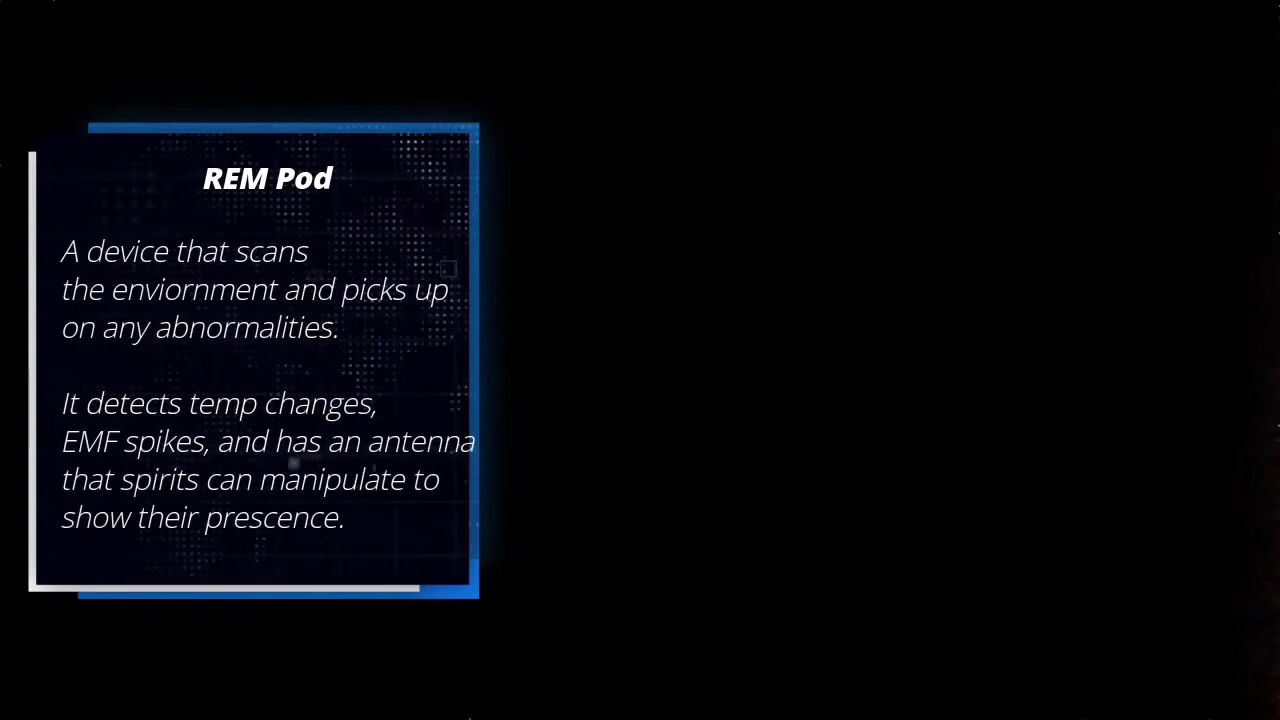 REM Pod
A device that scans
the enviornment and picks up
on any abnormalities.
It detects temp changes,
EMF spikes, and has an antenna
that spirits can manipulate to
show their prescence.